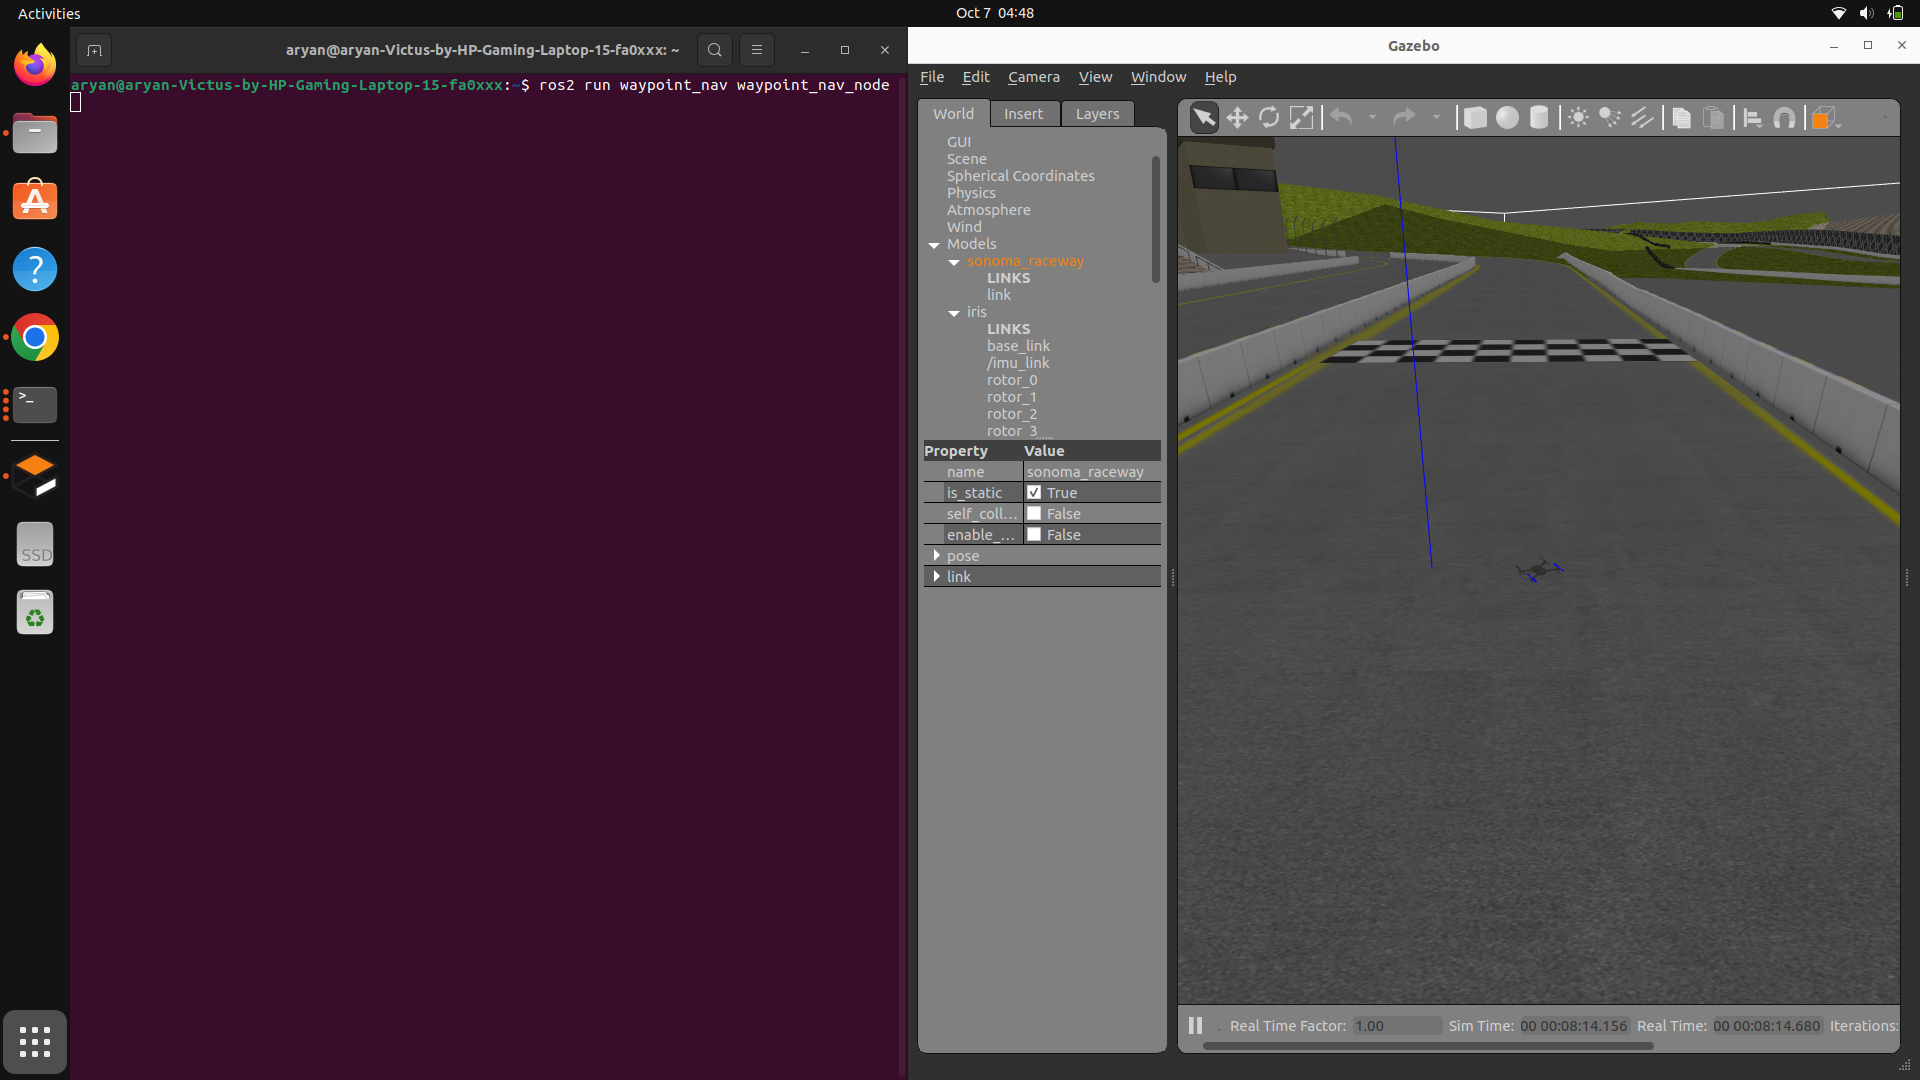 Activities
Oct 7 04:48
aryan@aryan-Victus-by-HP-Gaming-Laptop-15-fa0xxx: ~
aryan@aryan-Victus-by-HP-Gaming-Laptop-15-fa0xxx:~$ ros2 run waypoint_nav waypoint_nav_node
SSD
Gazebo
File Edit Camera View Window Help
World Insert Layers
GUI
Scene
Spherical Coordinates
Physics
Atmosphere
Wind
Models
sonoma_raceway
LINKS
link
iris
LINKS
base_link
/imu_link
rotor_0
rotor_1
rotor_2
rotor_3
Property Value
name sonoma_raceway
is_static True
self_coll... False
enable_... False
pose
link
Real Time Factor: 1.00 Sim Time: 00 00:08:14.156 Real Time: 00 00:08:14.680 Iterations: